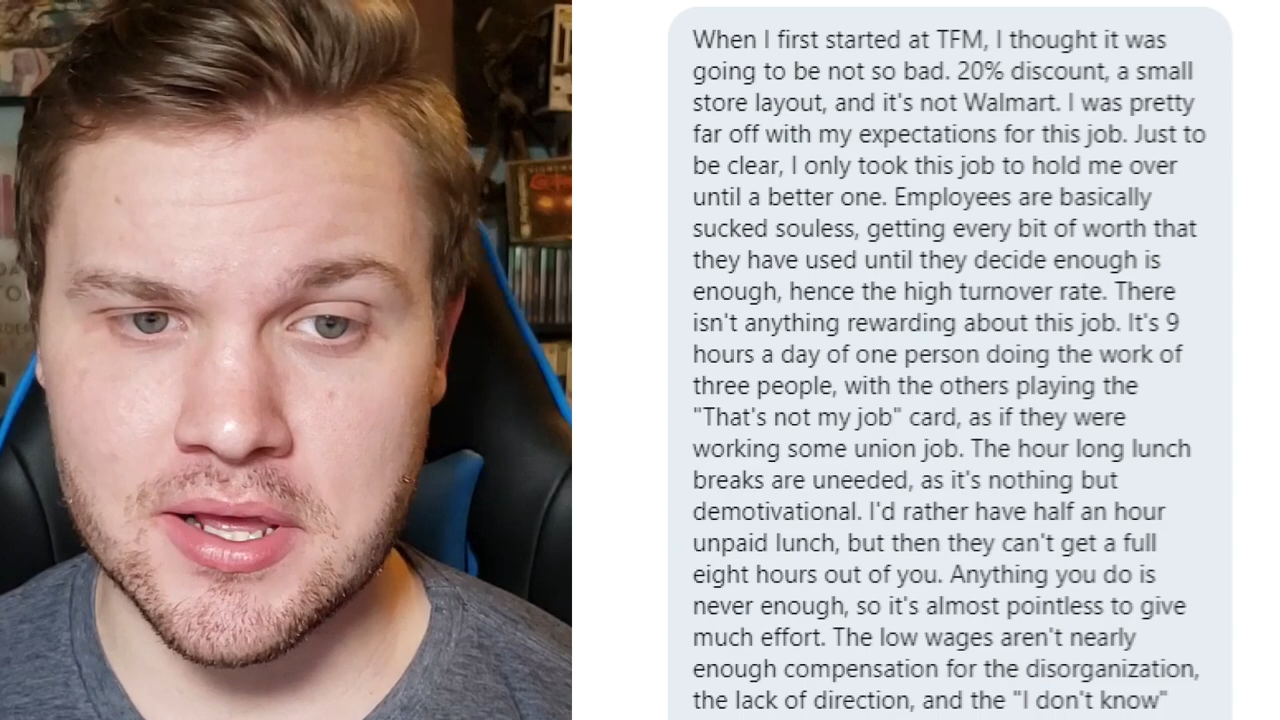 When I first started at TFM, I thought it was
going to be not so bad. 20% discount, a small
store layout, and it's not Walmart. I was pretty
far off with my expectations for this job. Just to
be clear, I only took this job to hold me over
until a better one. Employees are basically
sucked souless, getting every bit of worth that
they have used until they decide enough is
enough, hence the high turnover rate. There
isn't anything rewarding about this job. It's 9
hours a day of one person doing the work of
three people, with the others playing the
"That's not my job" card, as if they were
working some union job. The hour long lunch
breaks are uneeded, as it's nothing but
demotivational. I'd rather have half an hour
unpaid lunch, but then they can't get a full
eight hours out of you. Anything you do is
never enough, so it's almost pointless to give
much effort. The low wages aren't nearly
enough compensation for the disorganization,
the lack of direction, and the "I don't know"